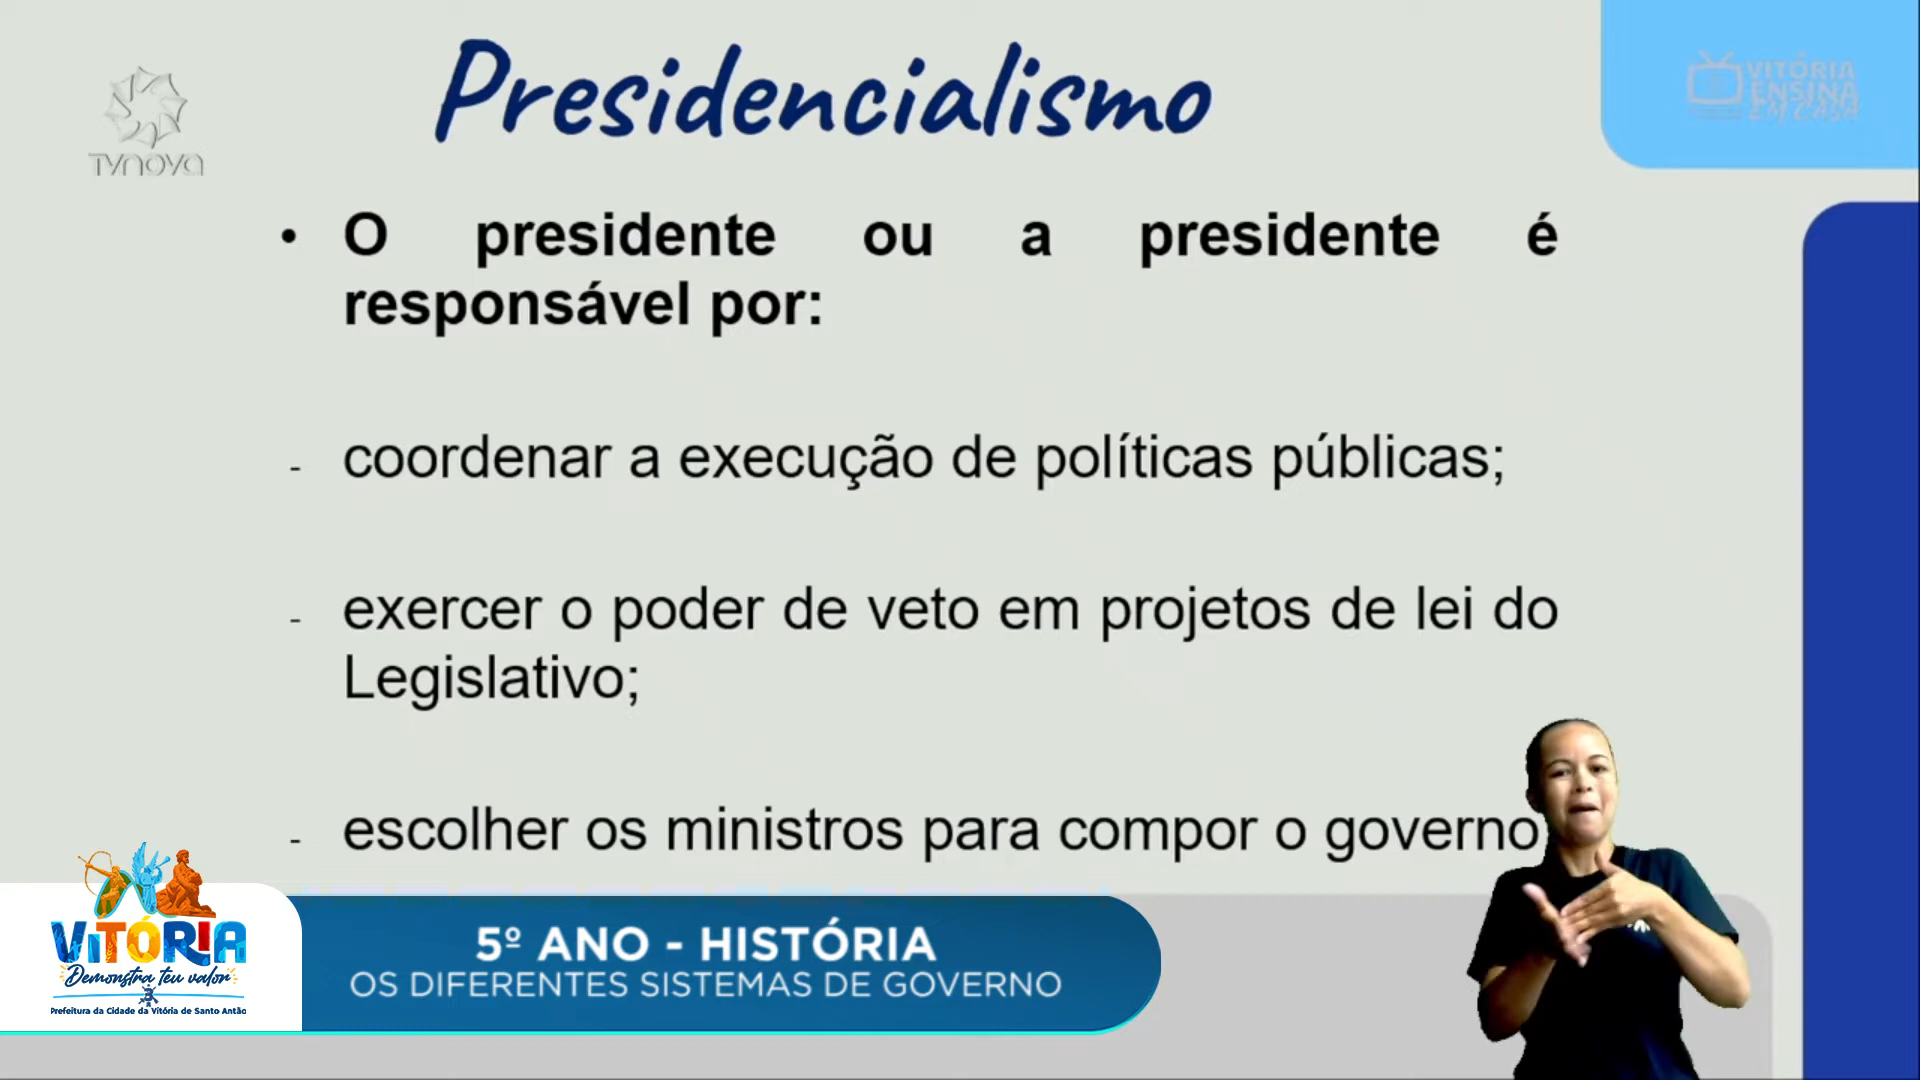 Presidencialismo
TVNOVA
VITÓRIA
ENSINA
EM CASA
• O presidente ou a presidente é
responsável por:
- coordenar a execução de políticas públicas;
- exercer o poder de veto em projetos de lei do
Legislativo;
- escolher os ministros para compor o governo
VITÓRIA
Demonstra teu valor
Prefeitura da Cidade da Vitória de Santo Antão
5º ANO - HISTÓRIA
OS DIFERENTES SISTEMAS DE GOVERNO